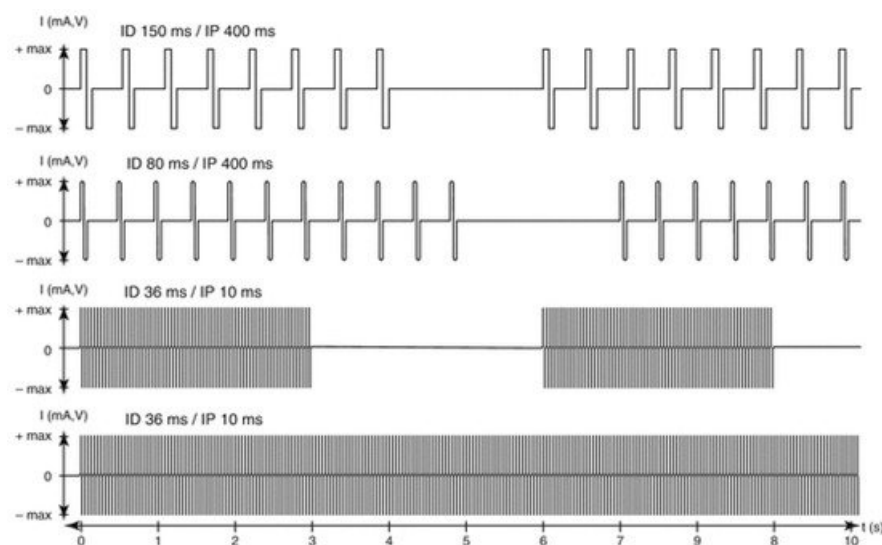 I (mA,V)
ID 150 ms / IP 400 ms
+ max
0
– max
I (mA,V)
ID 80 ms / IP 400 ms
+ max
0
– max
I (mA,V)
ID 36 ms / IP 10 ms
+ max
0
– max
I (mA,V)
ID 36 ms / IP 10 ms
+ max
0
– max
t (s)
0 1 2 3 4 5 6 7 8 9 10